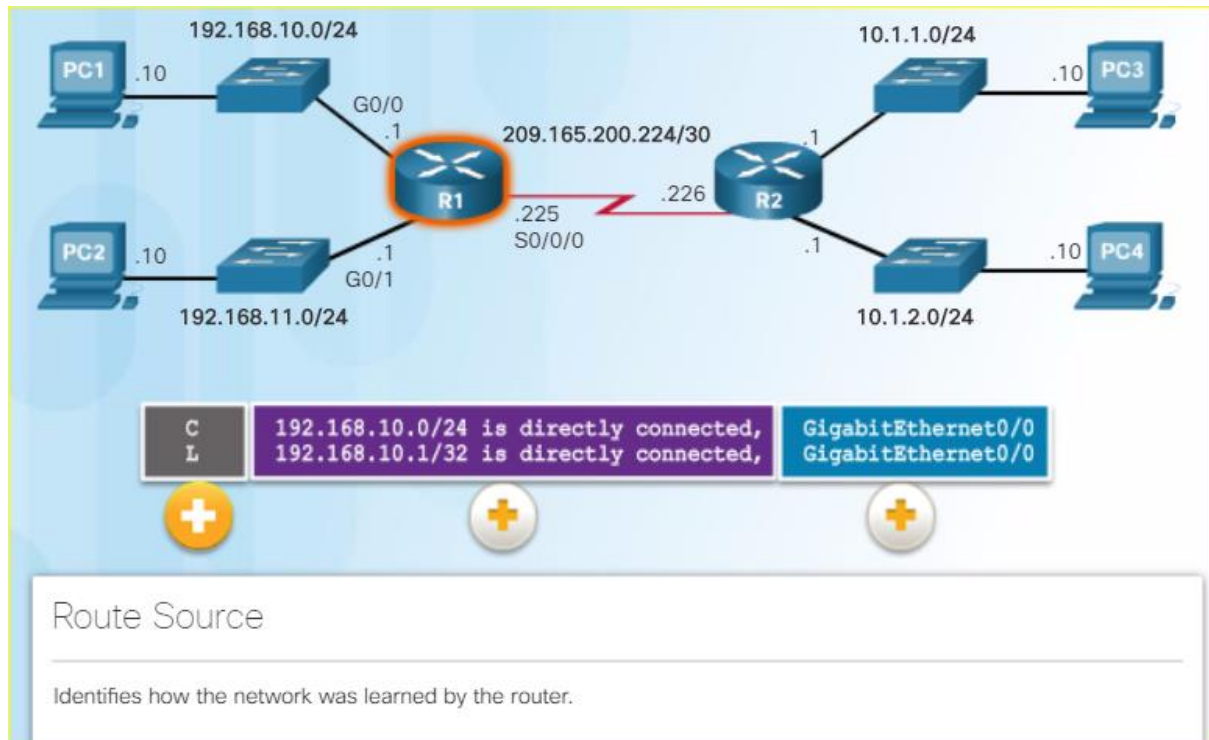 192.168.10.0/24
10.1.1.0/24
PC1
.10
.10
PC3
G0/0
.1
209.165.200.224/30
.1
R1
.226
R2
.225
S0/0/0
PC2
.10
.1
G0/1
.1
.10
PC4
192.168.11.0/24
10.1.2.0/24
C 192.168.10.0/24 is directly connected, GigabitEthernet0/0
L 192.168.10.1/32 is directly connected, GigabitEthernet0/0
Route Source
Identifies how the network was learned by the router.